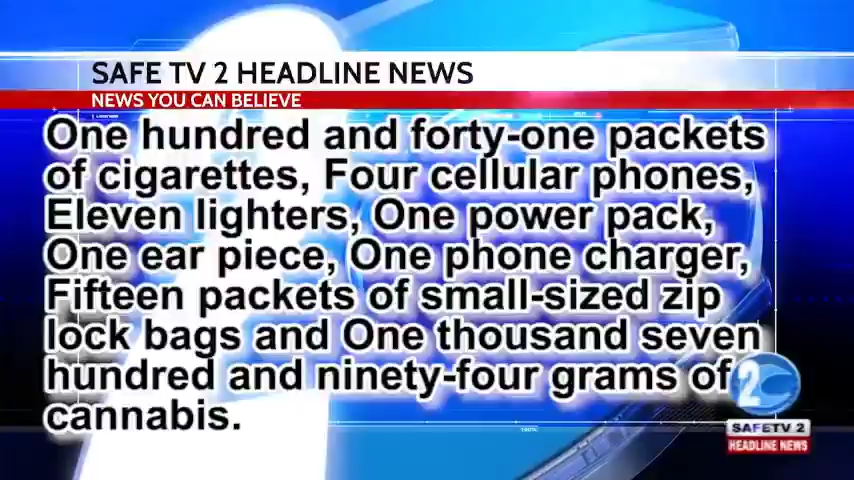 SAFE TV 2 HEADLINE NEWS
NEWS YOU CAN BELIEVE
One hundred and forty-one packets
of cigarettes, Four cellular phones,
Eleven lighters, One power pack,
One ear piece, One phone charger,
Fifteen packets of small-sized zip
lock bags and One thousand seven
hundred and ninety-four grams of
cannabis.
2
SAFETV 2
HEADLINE NEWS